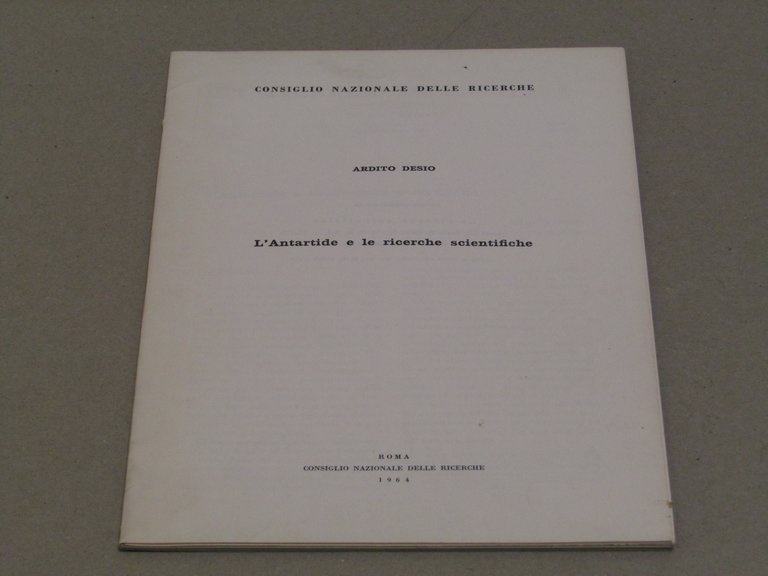 CONSIGLIO NAZIONALE DELLE RICERCHE
ARDITO DESIO
L'Antartide e le ricerche scientifiche
ROMA
CONSIGLIO NAZIONALE DELLE RICERCHE
1964